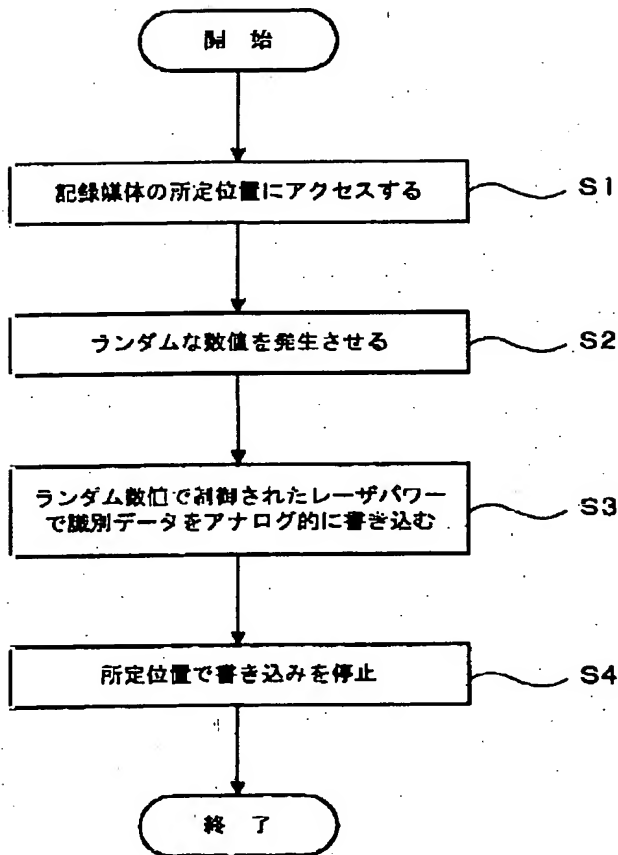 開 始
記録媒体の所定位置にアクセスする
S1
ランダムな数値を発生させる
S2
ランダム数値で制御されたレーザパワー
で識別データをアナログ的に書き込む
S3
所定位置で書き込みを停止
S4
終 了